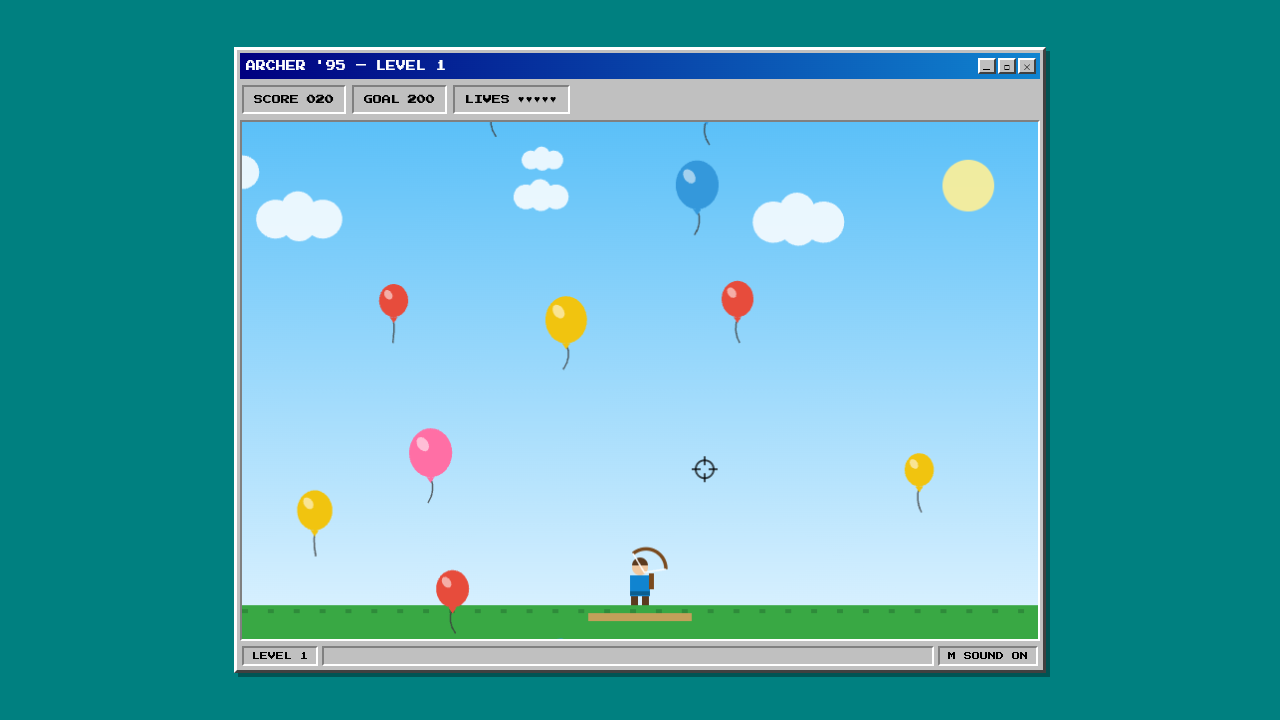 ARCHER '95 — LEVEL 1
SCORE 020 GOAL 200 LIVES ♥♥♥♥♥
LEVEL 1 M SOUND ON